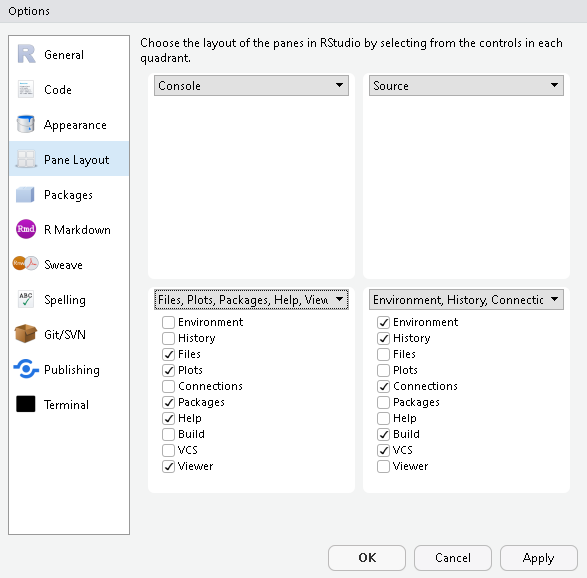 Options
General
Code
Appearance
Pane Layout
Packages
Rmd R Markdown
Sweave
ABC Spelling
Git/SVN
Publishing
Terminal
Choose the layout of the panes in RStudio by selecting from the controls in each
quadrant.
Console
Source
Files, Plots, Packages, Help, View
Environment
History
Files
Plots
Connections
Packages
Help
Build
VCS
Viewer
Environment, History, Connectic
Environment
History
Files
Plots
Connections
Packages
Help
Build
VCS
Viewer
OK
Cancel
Apply